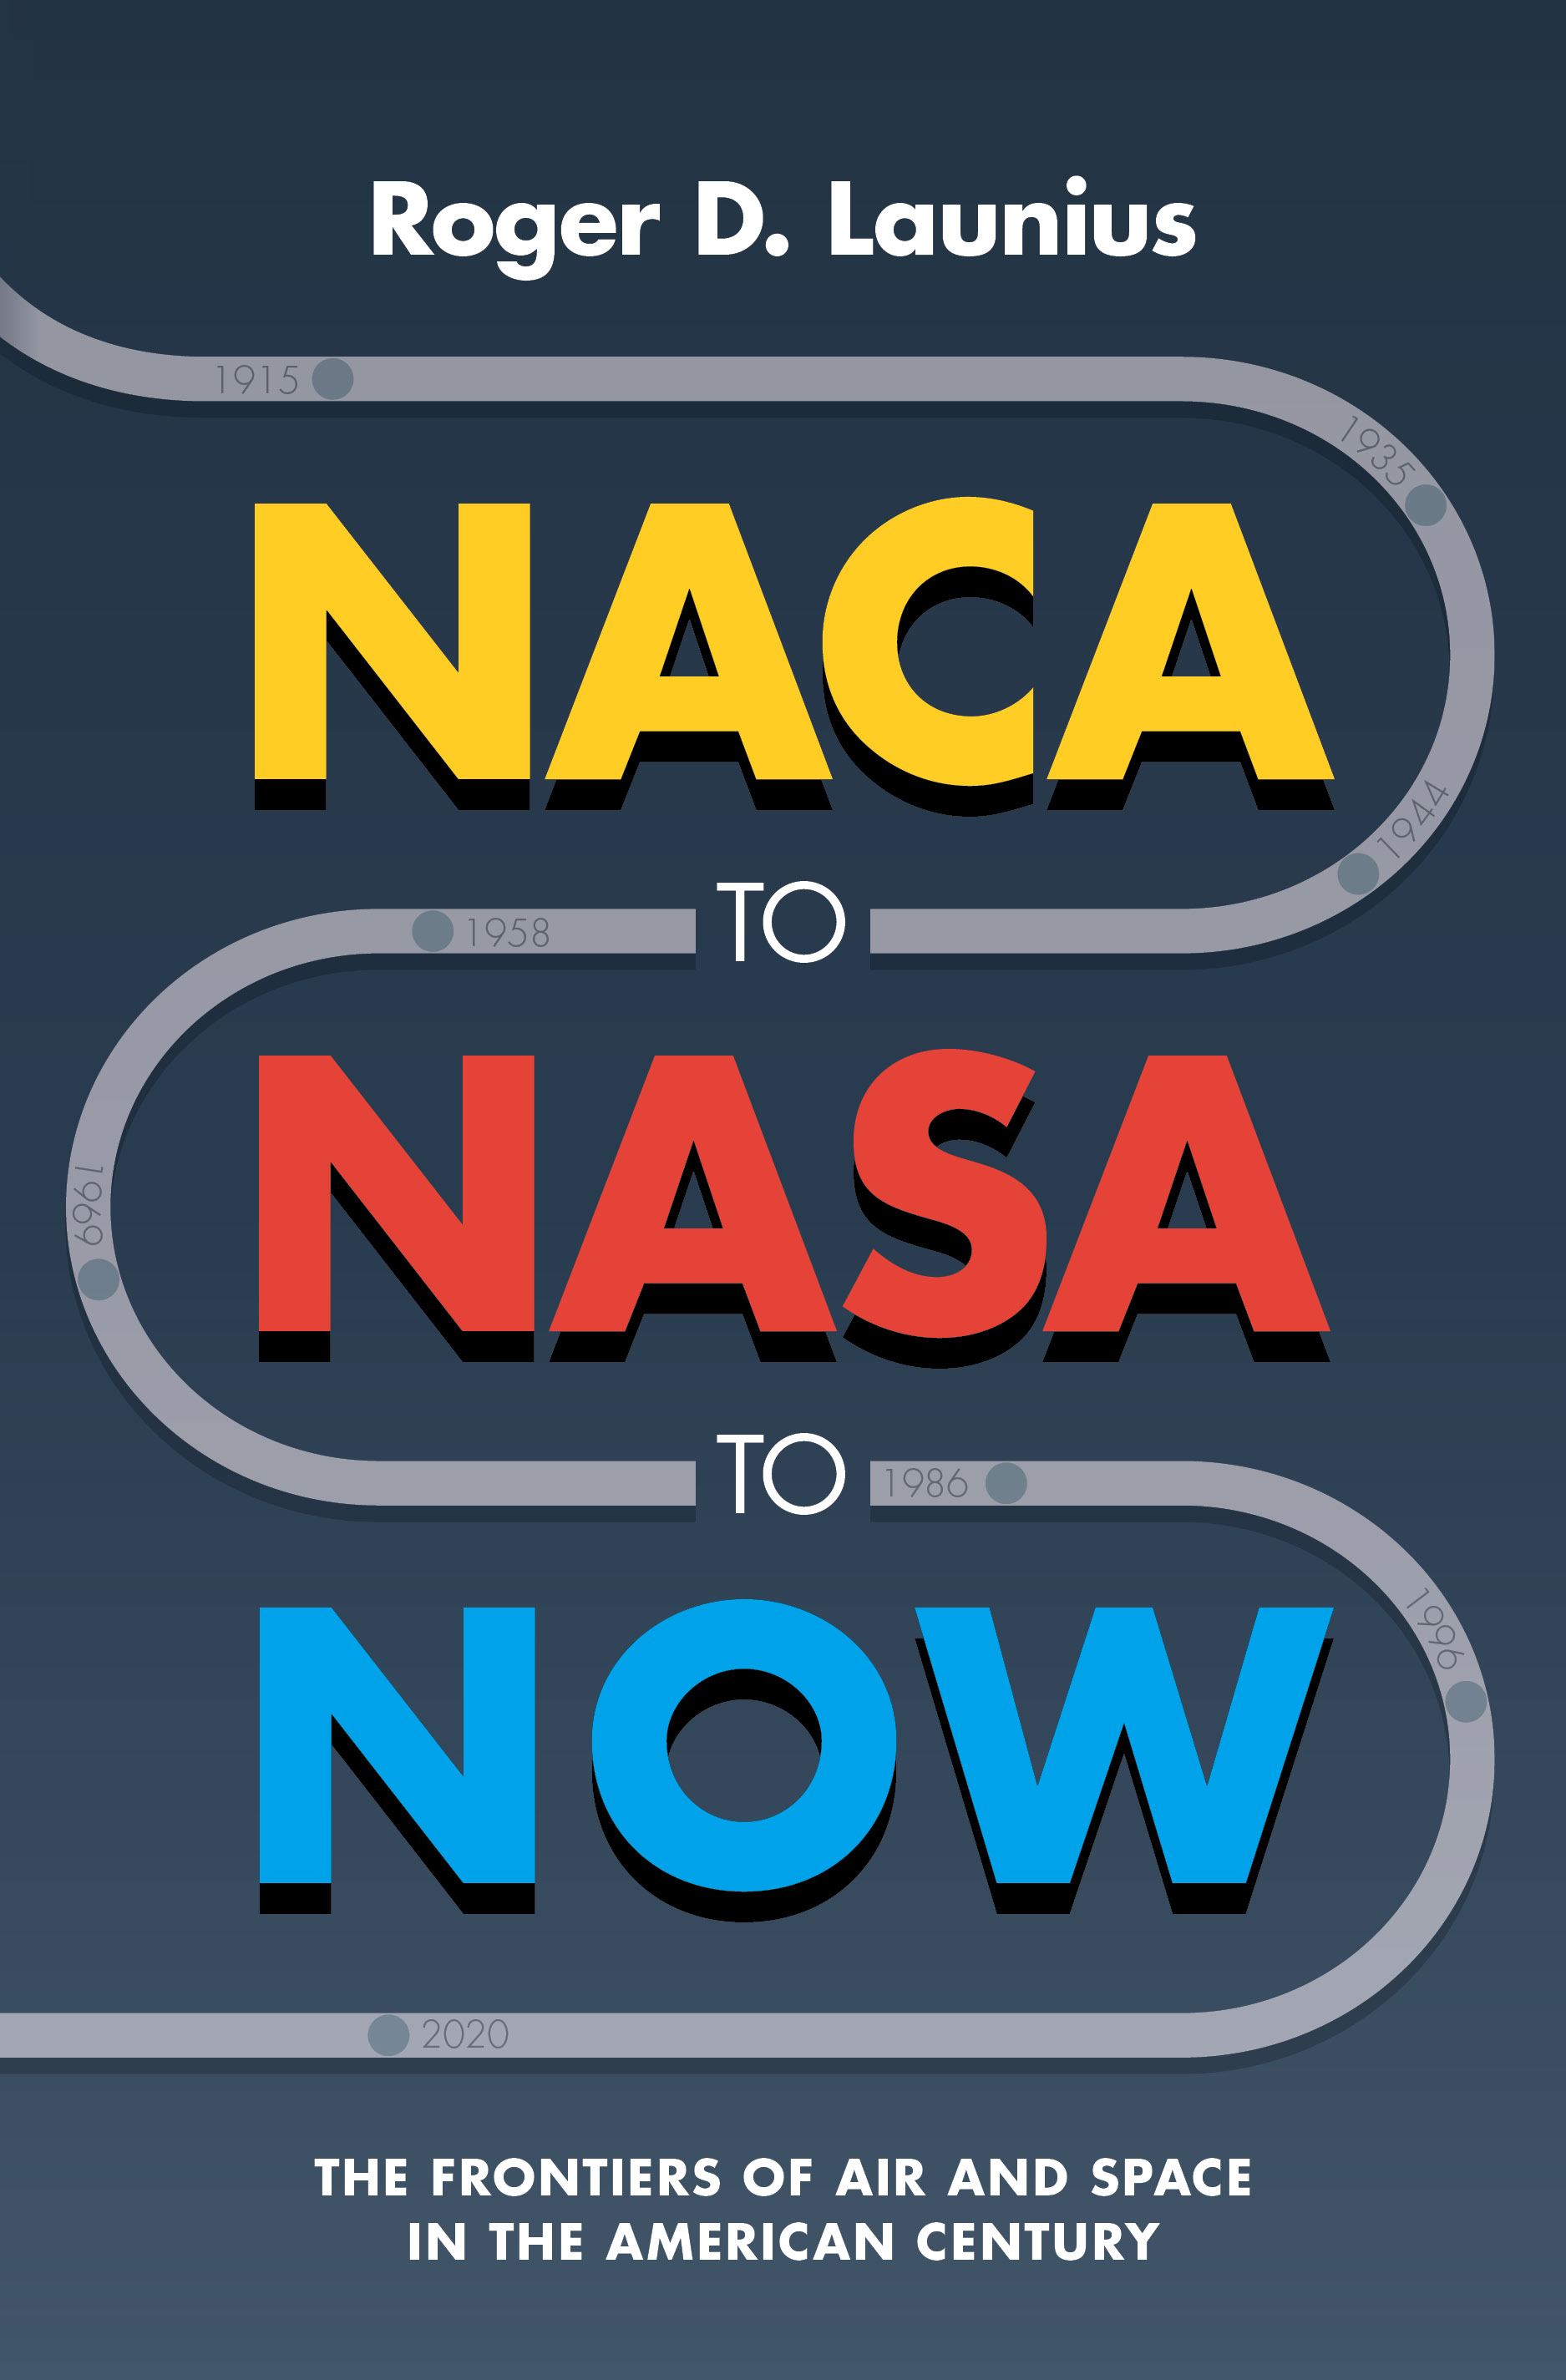 Roger D. Launius
1915
1935
NACA
1944
1958
TO
NASA
1969
TO
1986
NOW
1998
2020
THE FRONTIERS OF AIR AND SPACE
IN THE AMERICAN CENTURY